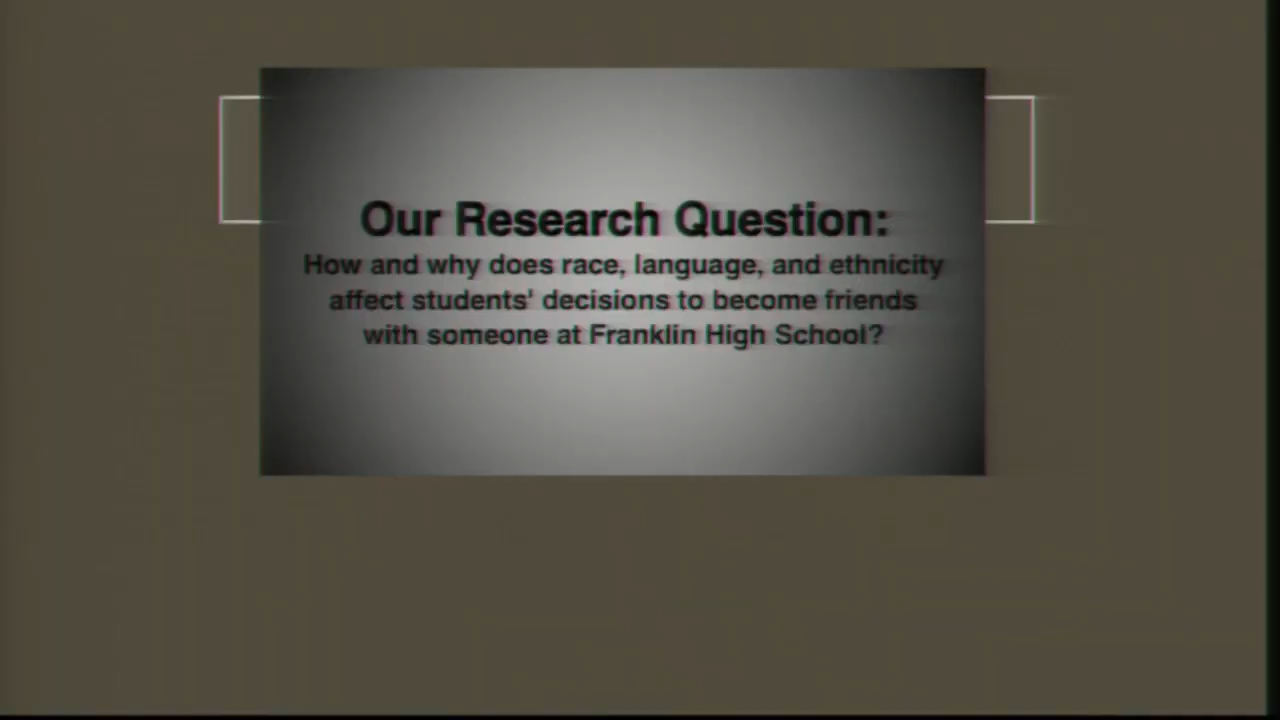 Our Research Question:
How and why does race, language, and ethnicity
affect students' decisions to become friends
with someone at Franklin High School?